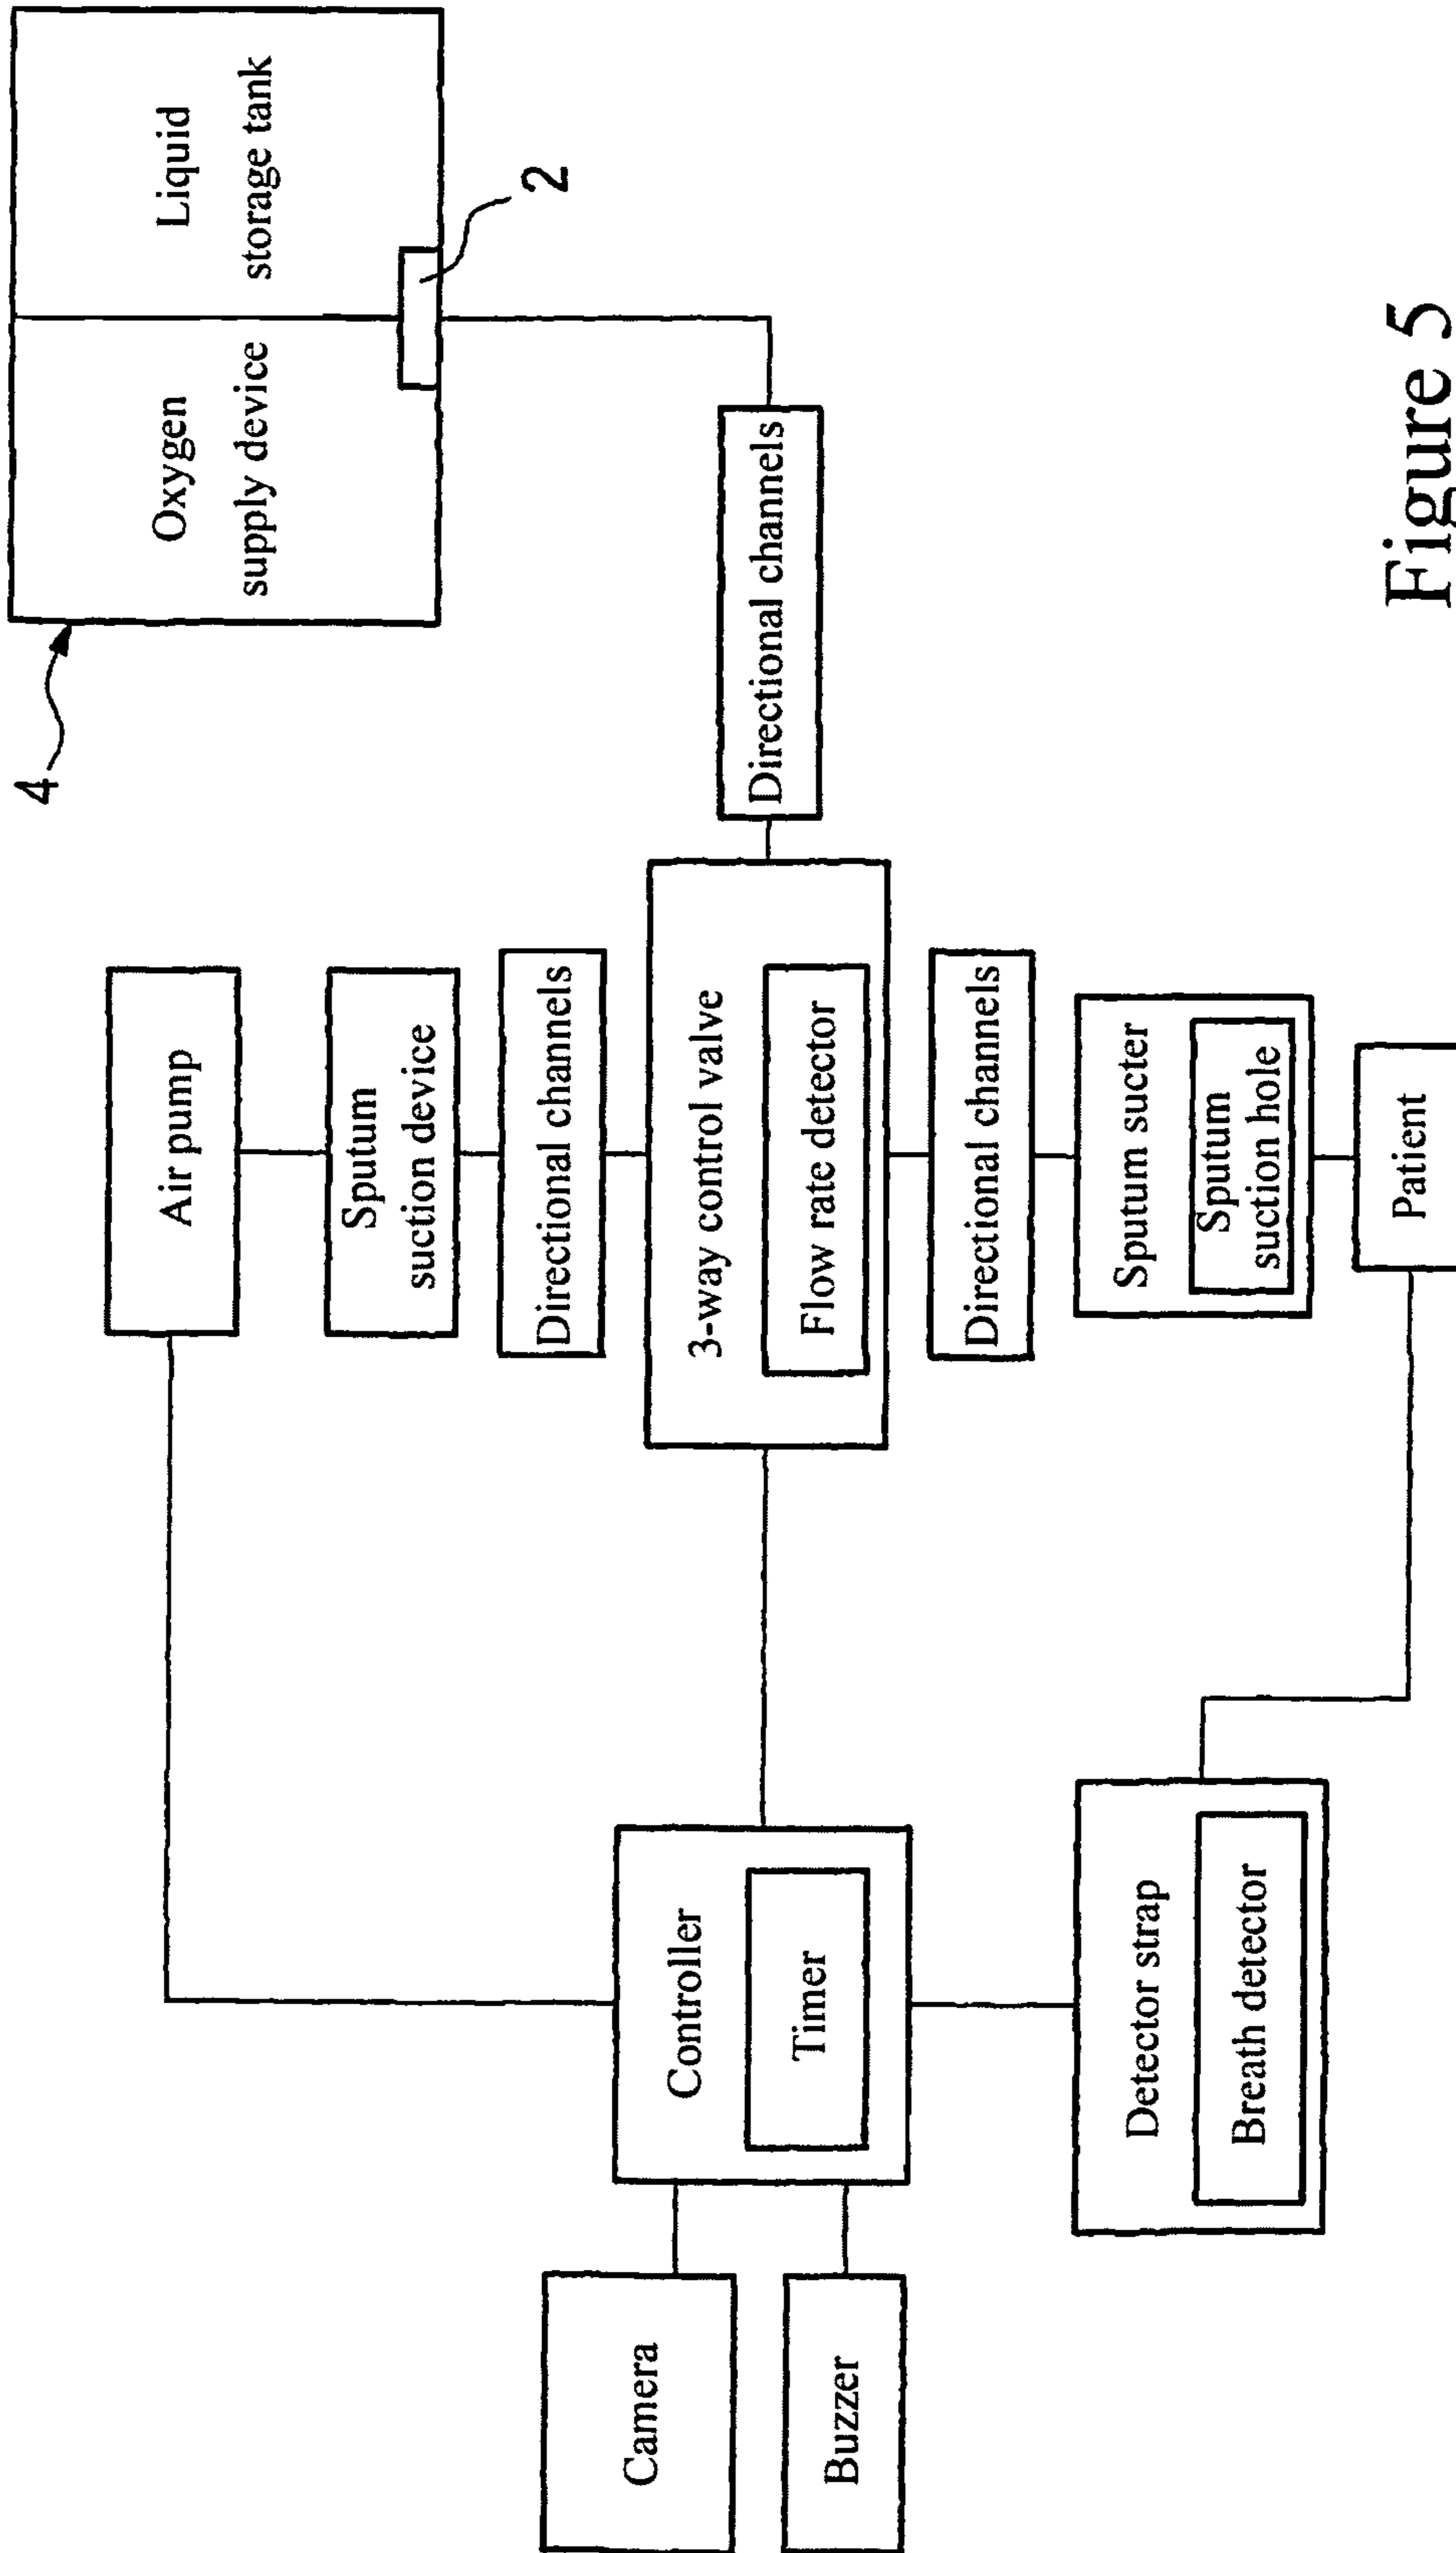 4
Oxygen
supply device
Liquid
storage tank
2
Air pump
Sputum
suction device
Directional channels
3-way control valve
Flow rate detector
Directional channels
Directional channels
Sputum sucter
Sputum
suction hole
Patient
Camera
Buzzer
Controller
Timer
Detector strap
Breath detector
Figure 5